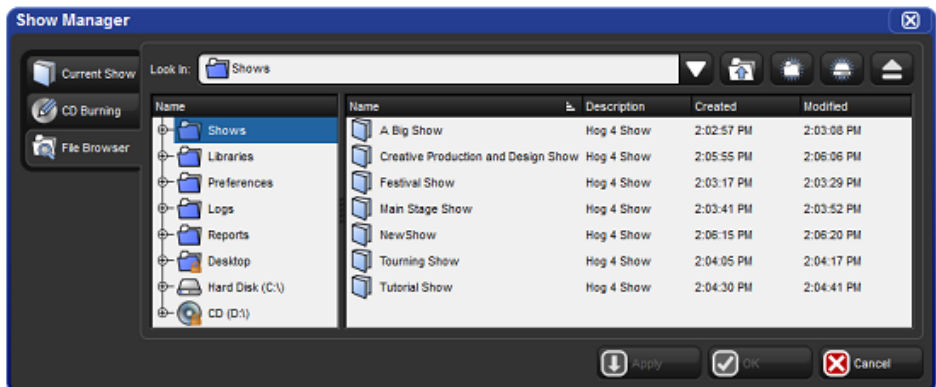 Show Manager
Current Show
CD Burning
File Browser
Look In: Shows
Name
Shows
Libraries
Preferences
Logs
Reports
Desktop
Hard Disk (C:\)
CD (D:\)
Name Description Created Modified
A Big Show Hog 4 Show 2:02:57 PM 2:03:08 PM
Creative Production and Design Show Hog 4 Show 2:05:55 PM 2:06:06 PM
Festival Show Hog 4 Show 2:03:17 PM 2:03:29 PM
Main Stage Show Hog 4 Show 2:03:41 PM 2:03:52 PM
NewShow Hog 4 Show 2:06:15 PM 2:06:20 PM
Tourning Show Hog 4 Show 2:04:05 PM 2:04:17 PM
Tutorial Show Hog 4 Show 2:04:30 PM 2:04:41 PM
Apply OK Cancel